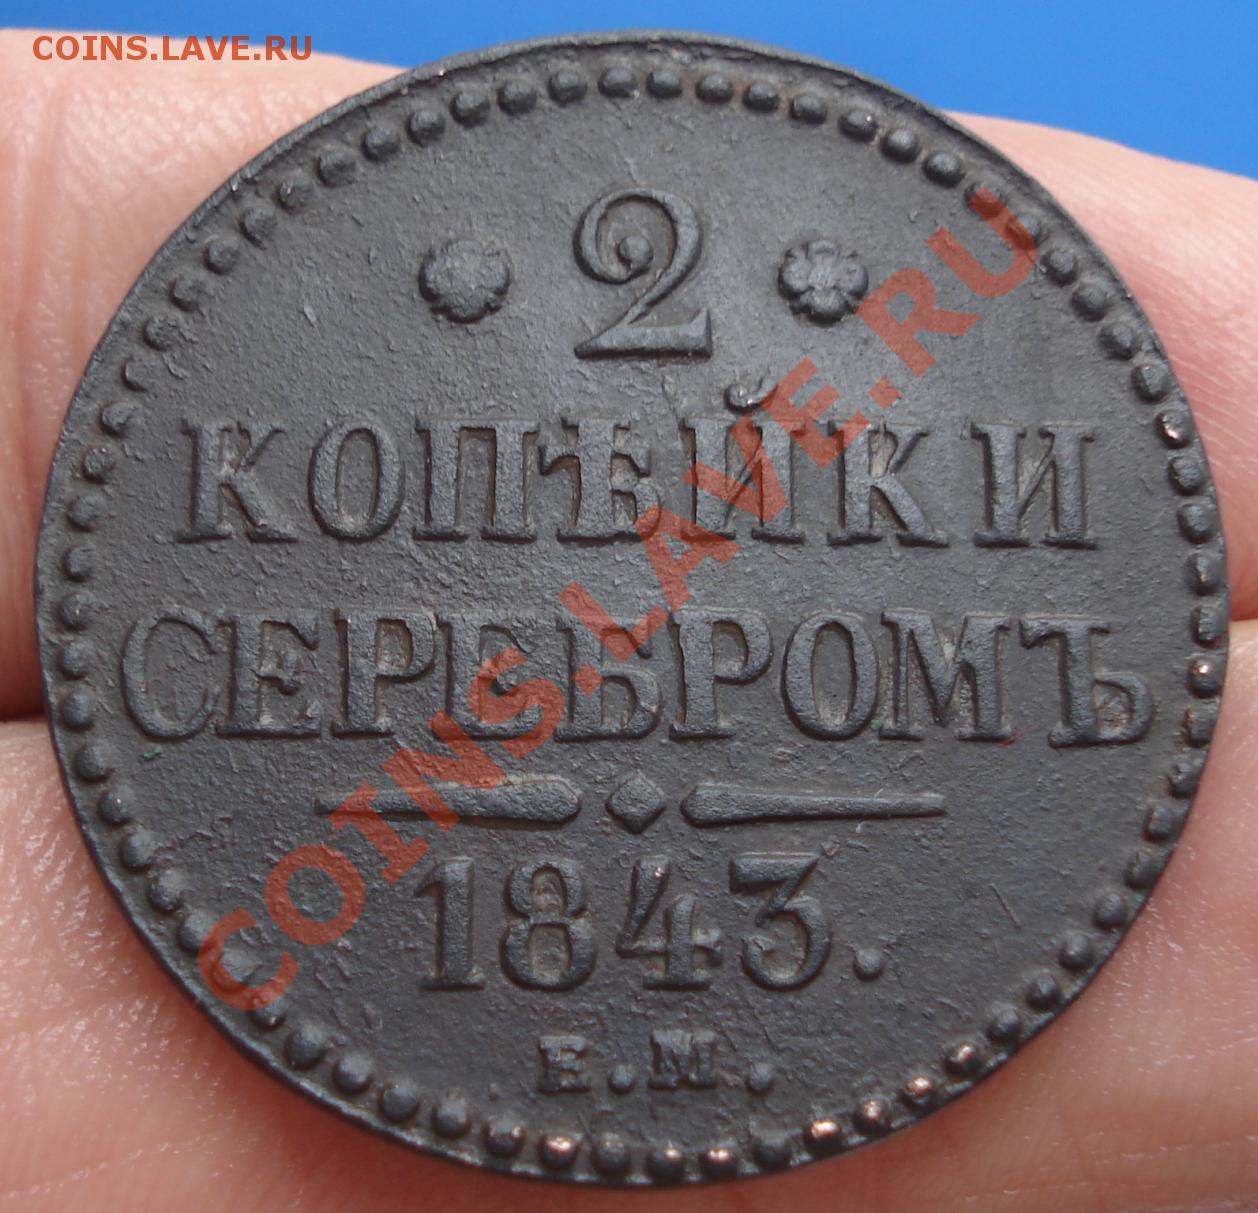 COINS.LAVE.RU
2
КОПѢЙКИ
СЕРЕБРОМЪ
1843.
Е.М.
COINS.LAVE.RU